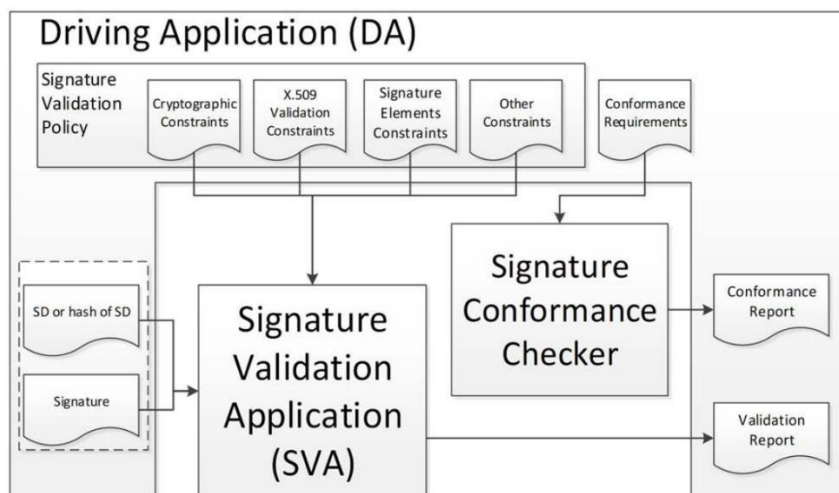 Driving Application (DA)
Signature
Validation
Policy
Cryptographic
Constraints
X.509
Validation
Constraints
Signature
Elements
Constraints
Other
Constraints
Conformance
Requirements
SD or hash of SD
Signature
Signature
Validation
Application
(SVA)
Signature
Conformance
Checker
Conformance
Report
Validation
Report